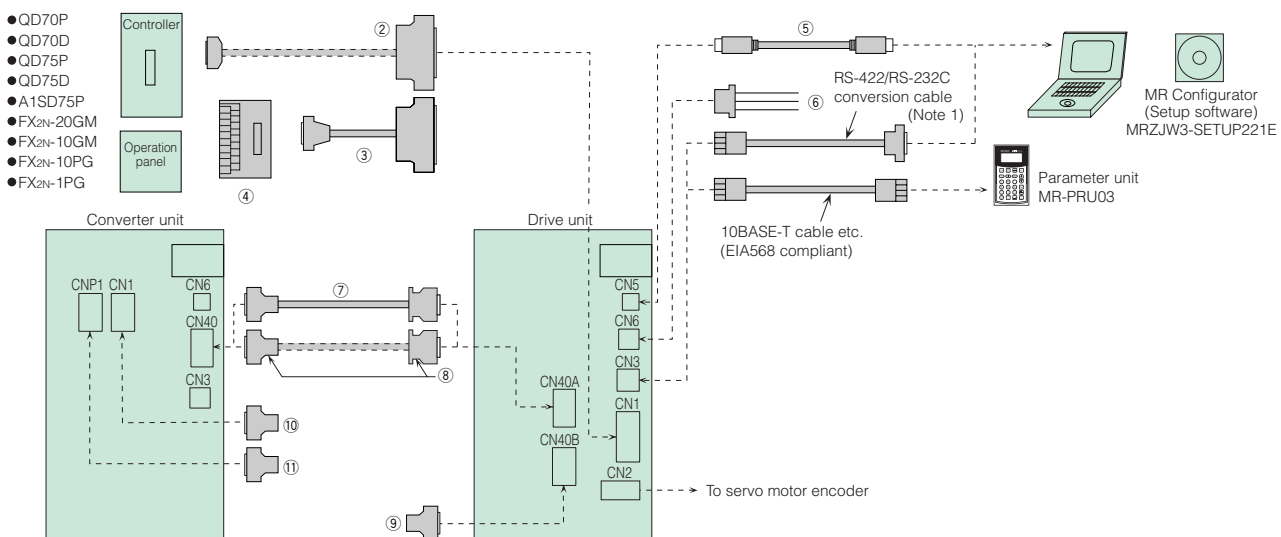 ●QD70P
●QD70D
●QD75P
●QD75D
●A1SD75P
●FX2N-20GM
●FX2N-10GM
●FX2N-10PG
●FX2N-1PG
Controller
Operation
panel
②
③
④
⑤
⑥
RS-422/RS-232C
conversion cable
(Note 1)
MR Configurator
(Setup software)
MRZJW3-SETUP221E
Parameter unit
MR-PRU03
10BASE-T cable etc.
(EIA568 compliant)
Converter unit
CNP1
CN1
CN6
CN40
CN3
⑦
⑧
⑩
⑪
⑨
Drive unit
CN5
CN6
CN3
CN40A
CN1
CN40B
CN2
To servo motor encoder